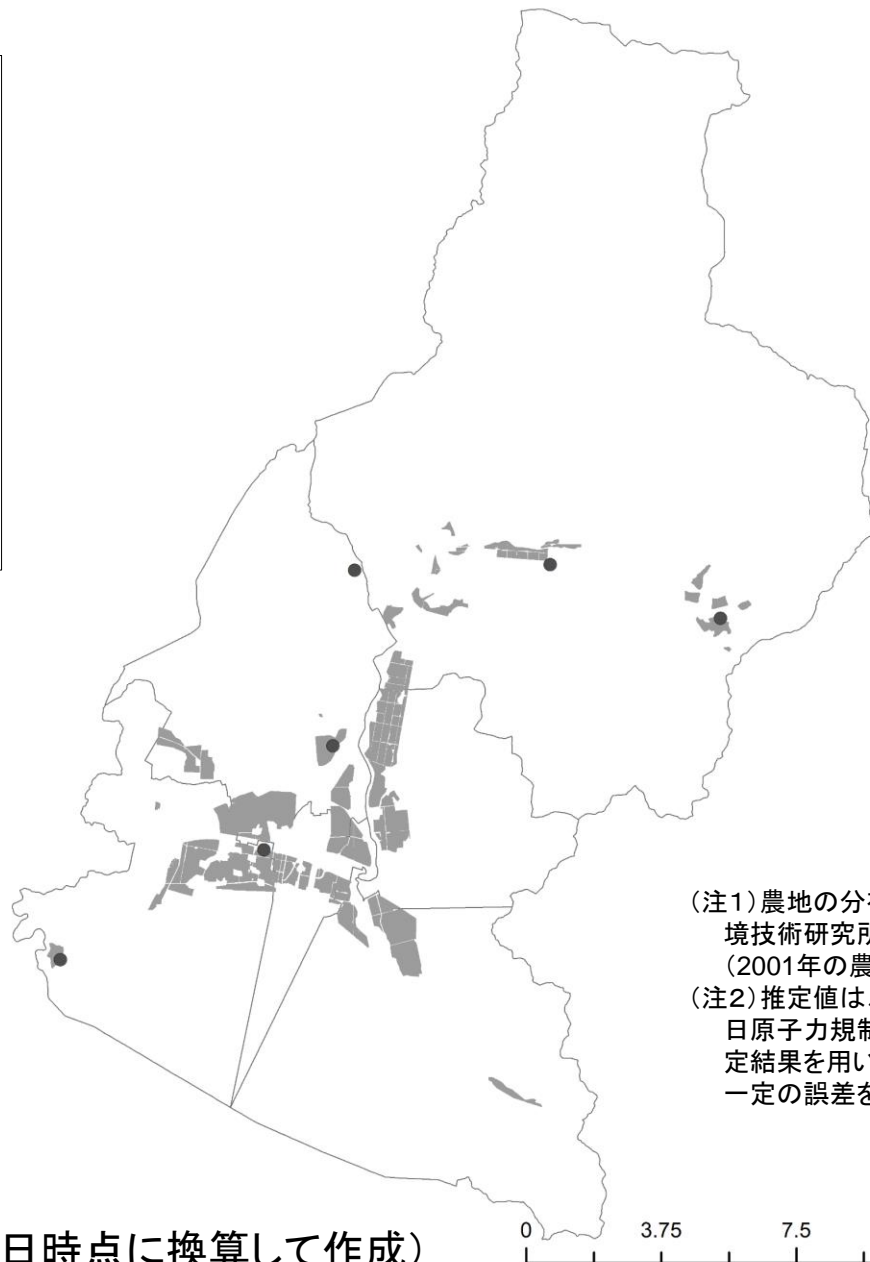 (注1)農地の分
境技術研究所
(2001年の農
(注2)推定値は、
日原子力規制
定結果を用い
一定の誤差を
日時点に換算して作成)
0 3.75 7.5